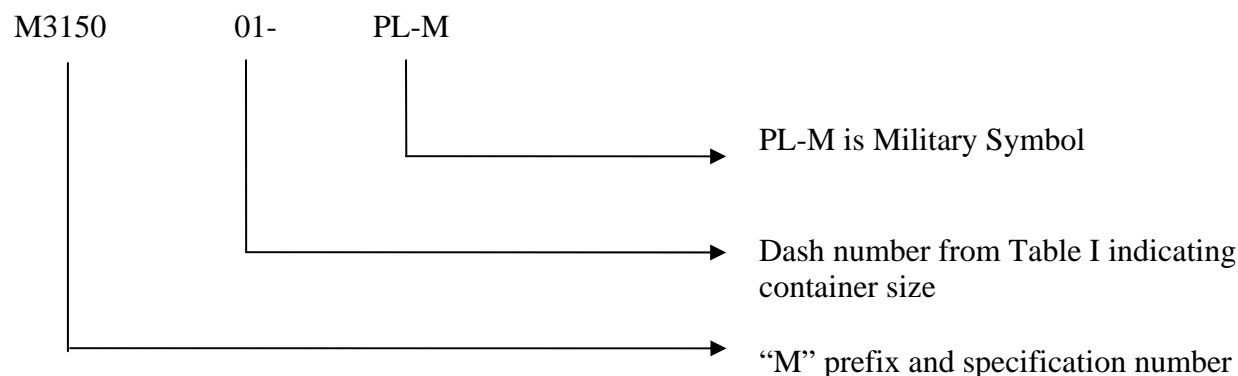 M3150 01- PL-M
PL-M is Military Symbol
Dash number from Table I indicating
container size
“M” prefix and specification number